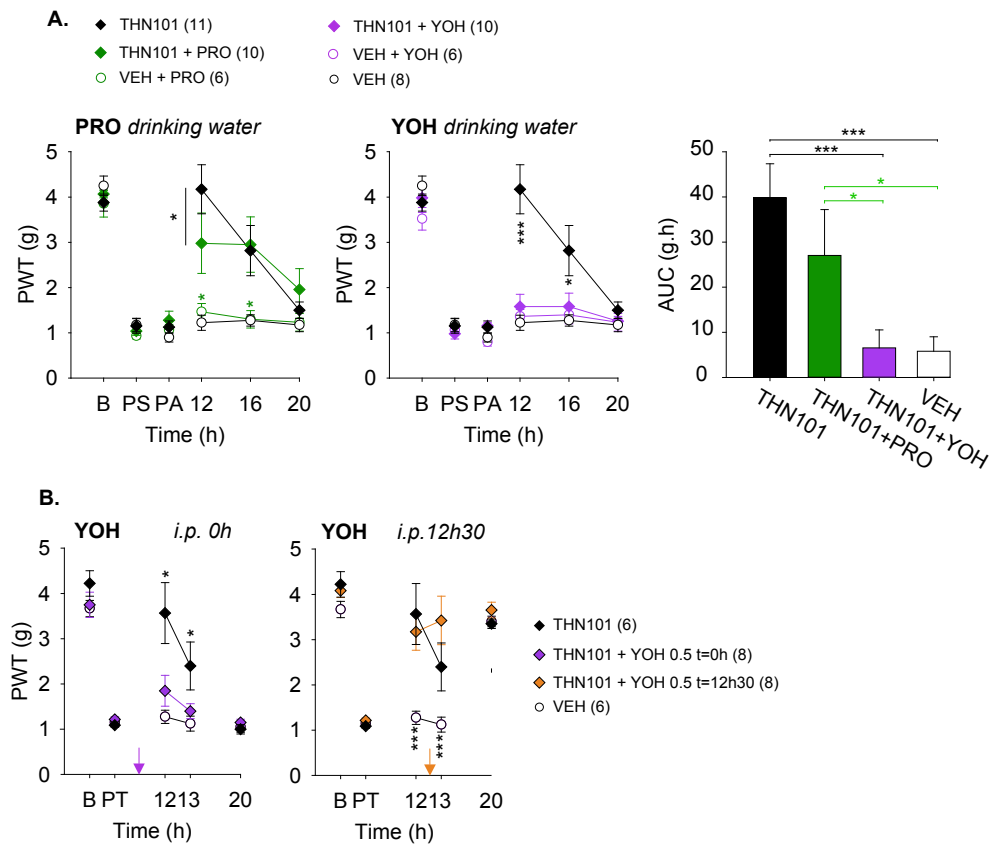 A.
THN101 (11)
THN101 + PRO (10)
VEH + PRO (6)
THN101 + YOH (10)
VEH + YOH (6)
VEH (8)
PRO drinking water
5
4
3
2
1
0
PWT (g)
*
*
*
B PS PA 12 16 20
Time (h)
YOH drinking water
5
4
3
2
1
0
PWT (g)
***
*
B PS PA 12 16 20
Time (h)
50
40
30
20
10
0
AUC (g.h)
***
***
*
*
THN101
THN101+PRO
THN101+YOH
VEH
B.
YOH i.p. 0h
5
4
3
2
1
0
PWT (g)
*
*
B PT 12 13 20
Time (h)
YOH i.p.12h30
5
4
3
2
1
0
***
***
B PT 12 13 20
Time (h)
THN101 (6)
THN101 + YOH 0.5 t=0h (8)
THN101 + YOH 0.5 t=12h30 (8)
VEH (6)